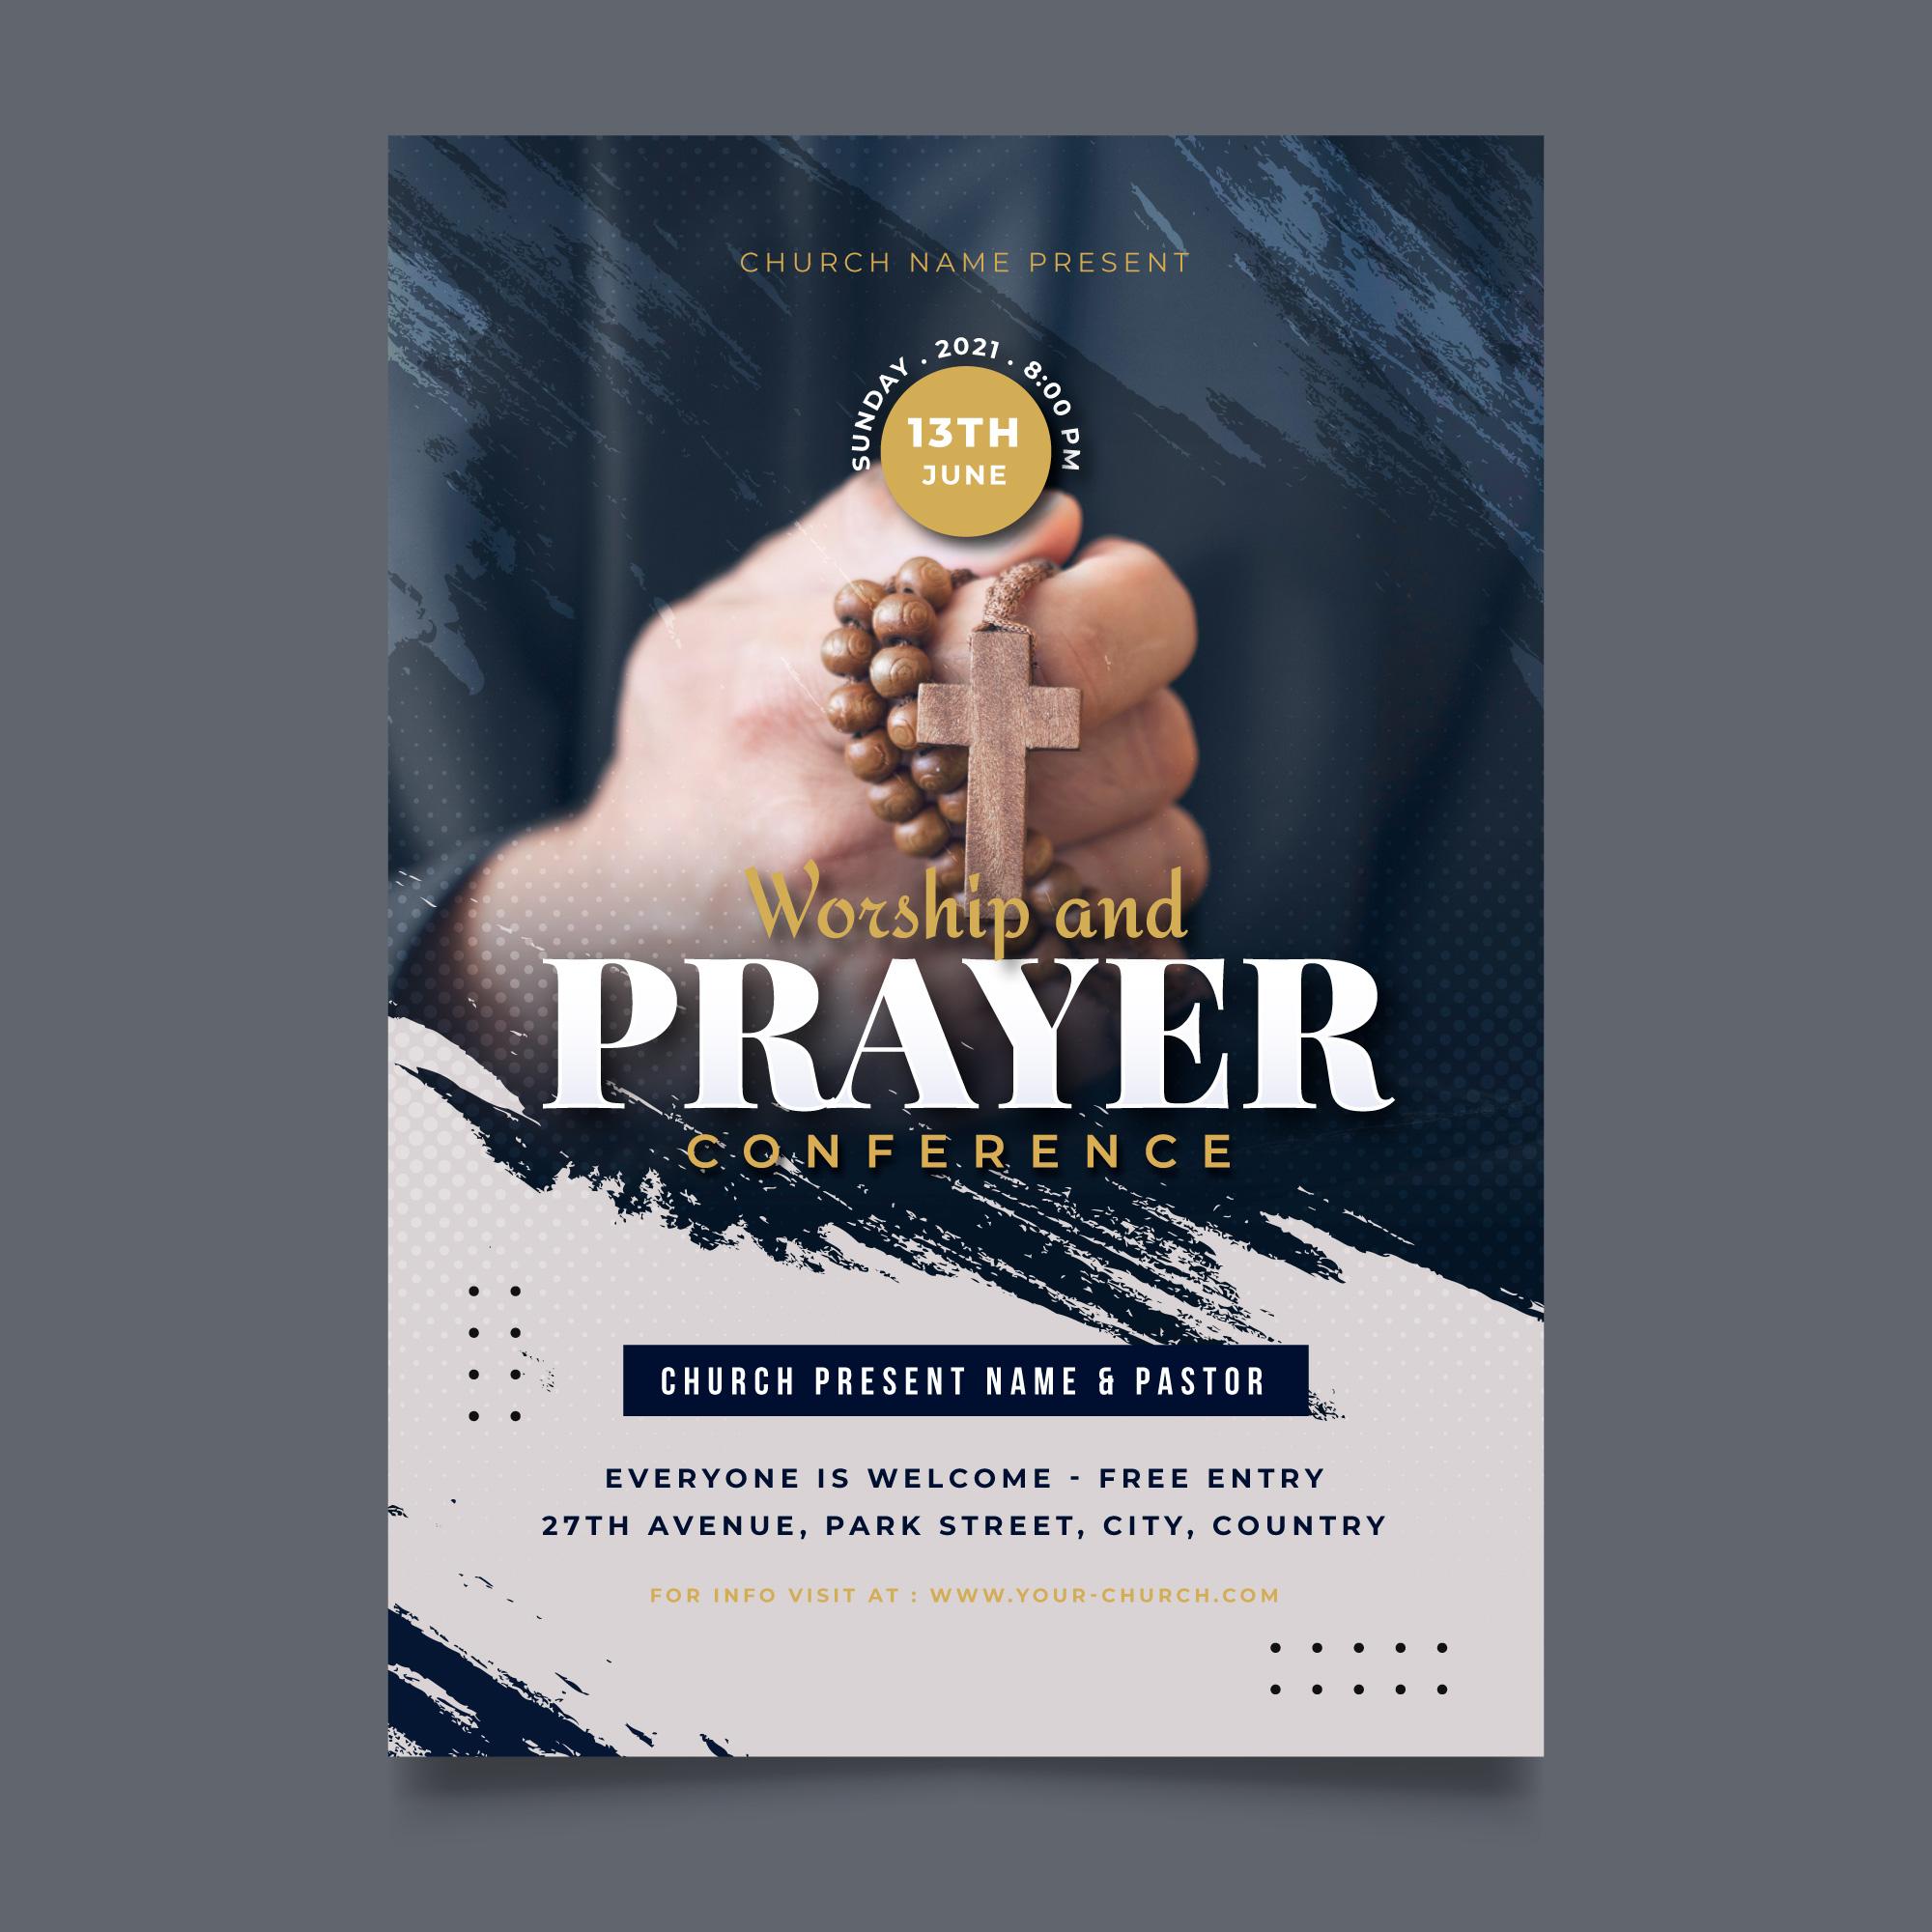 CHURCH NAME PRESENT
SUNDAY . 2021 . 8:00 PM
13TH
JUNE
Worship and
PRAYER
CONFERENCE
CHURCH PRESENT NAME & PASTOR
EVERYONE IS WELCOME - FREE ENTRY
27TH AVENUE, PARK STREET, CITY, COUNTRY
FOR INFO VISIT AT : WWW.YOUR-CHURCH.COM